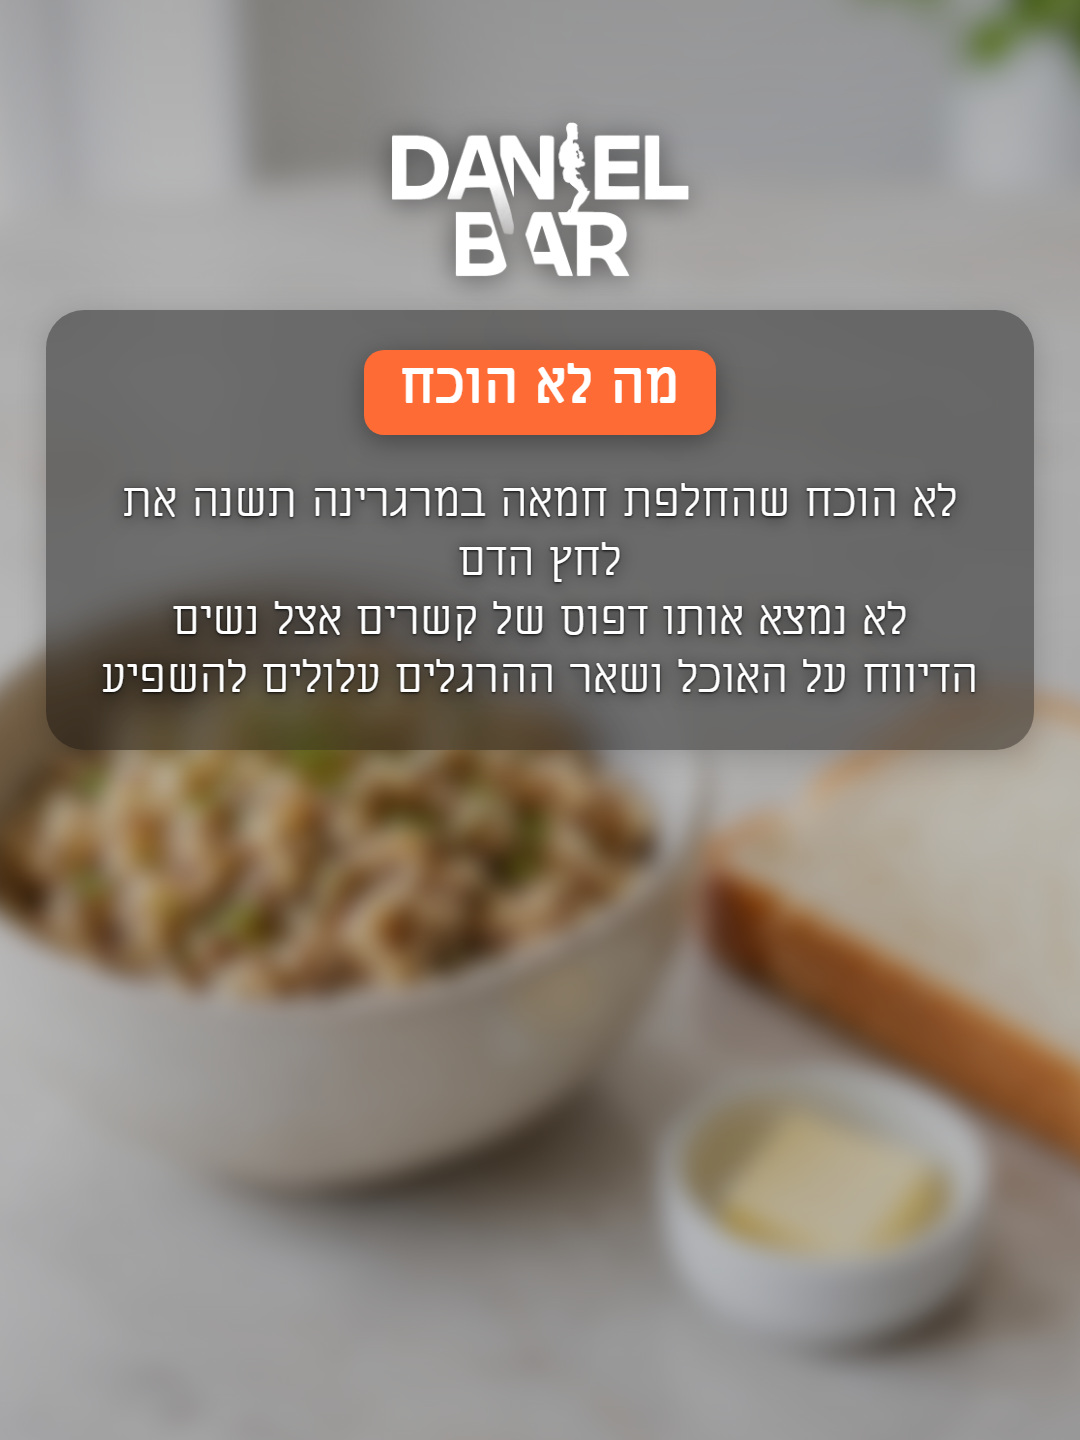 DANIEL
BAR
מה לא הוכח
לא הוכח שהחלפת חמאה במרגרינה תשנה את
לחץ הדם
לא נמצא אותו דפוס של קשרים אצל נשים
הדיווח על האוכל ושאר ההרגלים עלולים להשפיע